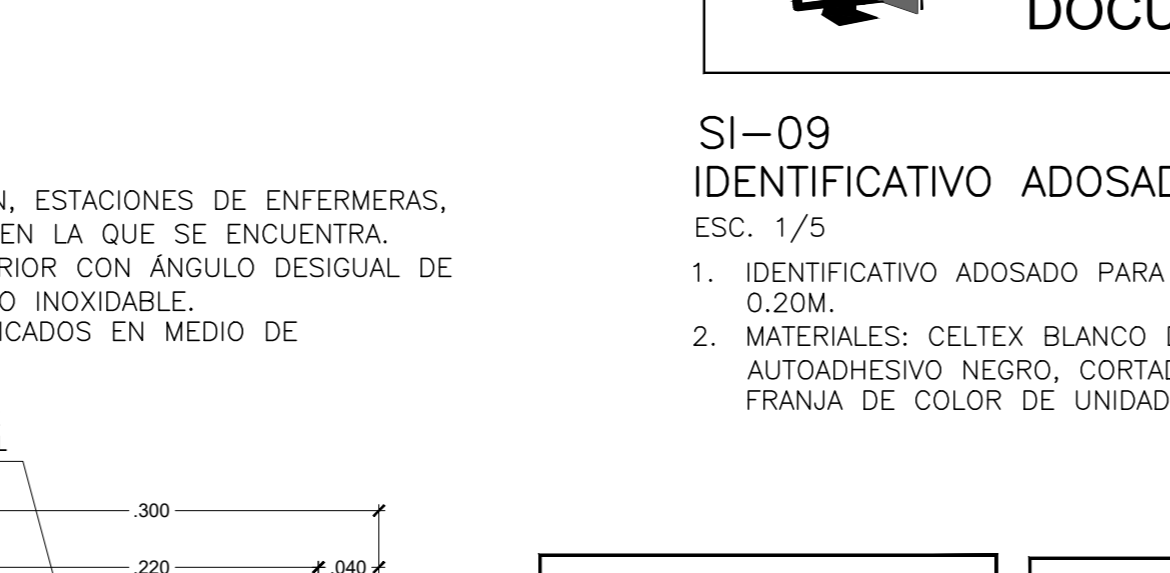 N, ESTACIONES DE ENFERMERAS,
EN LA QUE SE ENCUENTRA.
RIOR CON ÁNGULO DESIGUAL DE
O INOXIDABLE.
ICADOS EN MEDIO DE
.300
.220
.040
DOCU
SI-09
IDENTIFICATIVO ADOSAD
ESC. 1/5
1. IDENTIFICATIVO ADOSADO PARA
0.20M.
2. MATERIALES: CELTEX BLANCO D
AUTOADHESIVO NEGRO, CORTAD
FRANJA DE COLOR DE UNIDAD